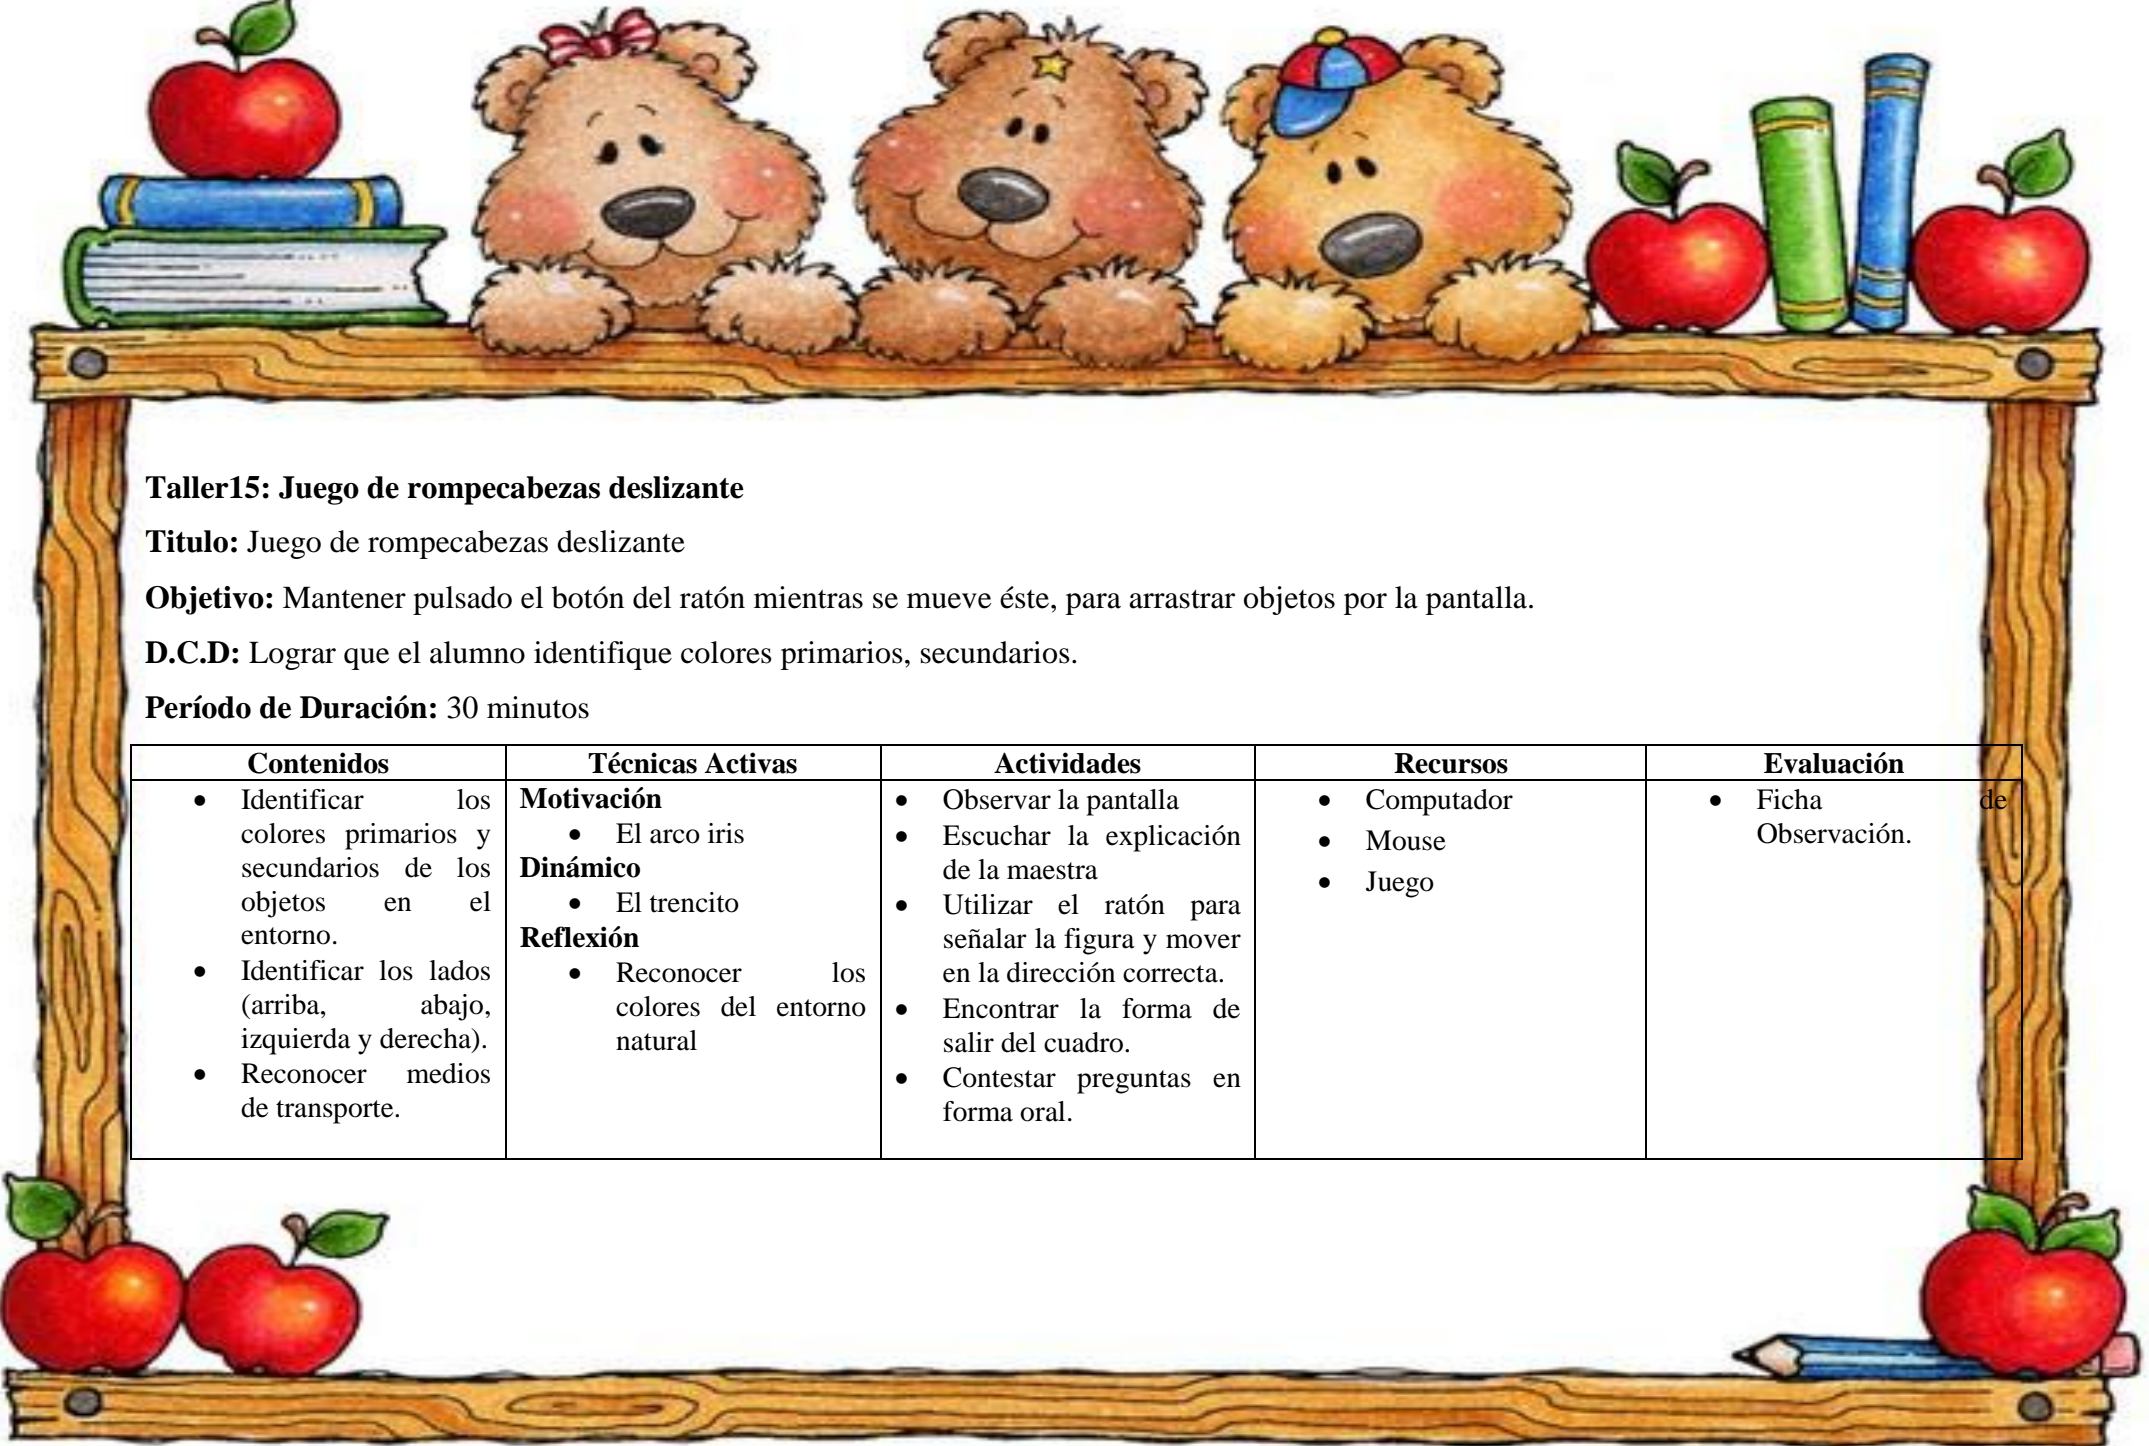 Taller15: Juego de rompecabezas deslizante
Titulo: Juego de rompecabezas deslizante
Objetivo: Mantener pulsado el botón del ratón mientras se mueve éste, para arrastrar objetos por la pantalla.
D.C.D: Lograr que el alumno identifique colores primarios, secundarios.
Período de Duración: 30 minutos
Contenidos
• Identificar los
colores primarios y
secundarios de los
objetos en el
entorno.
• Identificar los lados
(arriba, abajo,
izquierda y derecha).
• Reconocer medios
de transporte.
Técnicas Activas
Motivación
• El arco iris
Dinámico
• El trencito
Reflexión
• Reconocer los
colores del entorno
natural
Actividades
• Observar la pantalla
• Escuchar la explicación
de la maestra
• Utilizar el ratón para
señalar la figura y mover
en la dirección correcta.
• Encontrar la forma de
salir del cuadro.
• Contestar preguntas en
forma oral.
Recursos
• Computador
• Mouse
• Juego
Evaluación
• Ficha de
Observación.